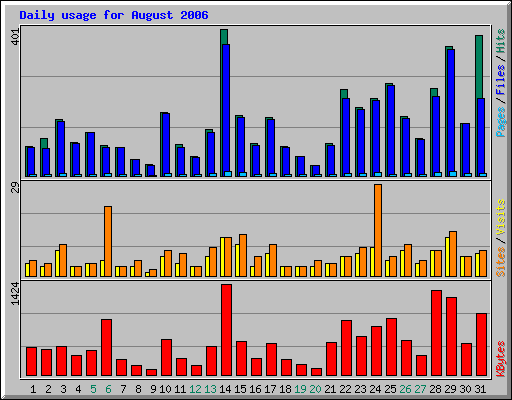 Daily usage for August 2006
401
Pages / Files / Hits
29
Sites / Visits
1424
KBytes
1 2 3 4 5 6 7 8 9 10 11 12 13 14 15 16 17 18 19 20 21 22 23 24 25 26 27 28 29 30 31